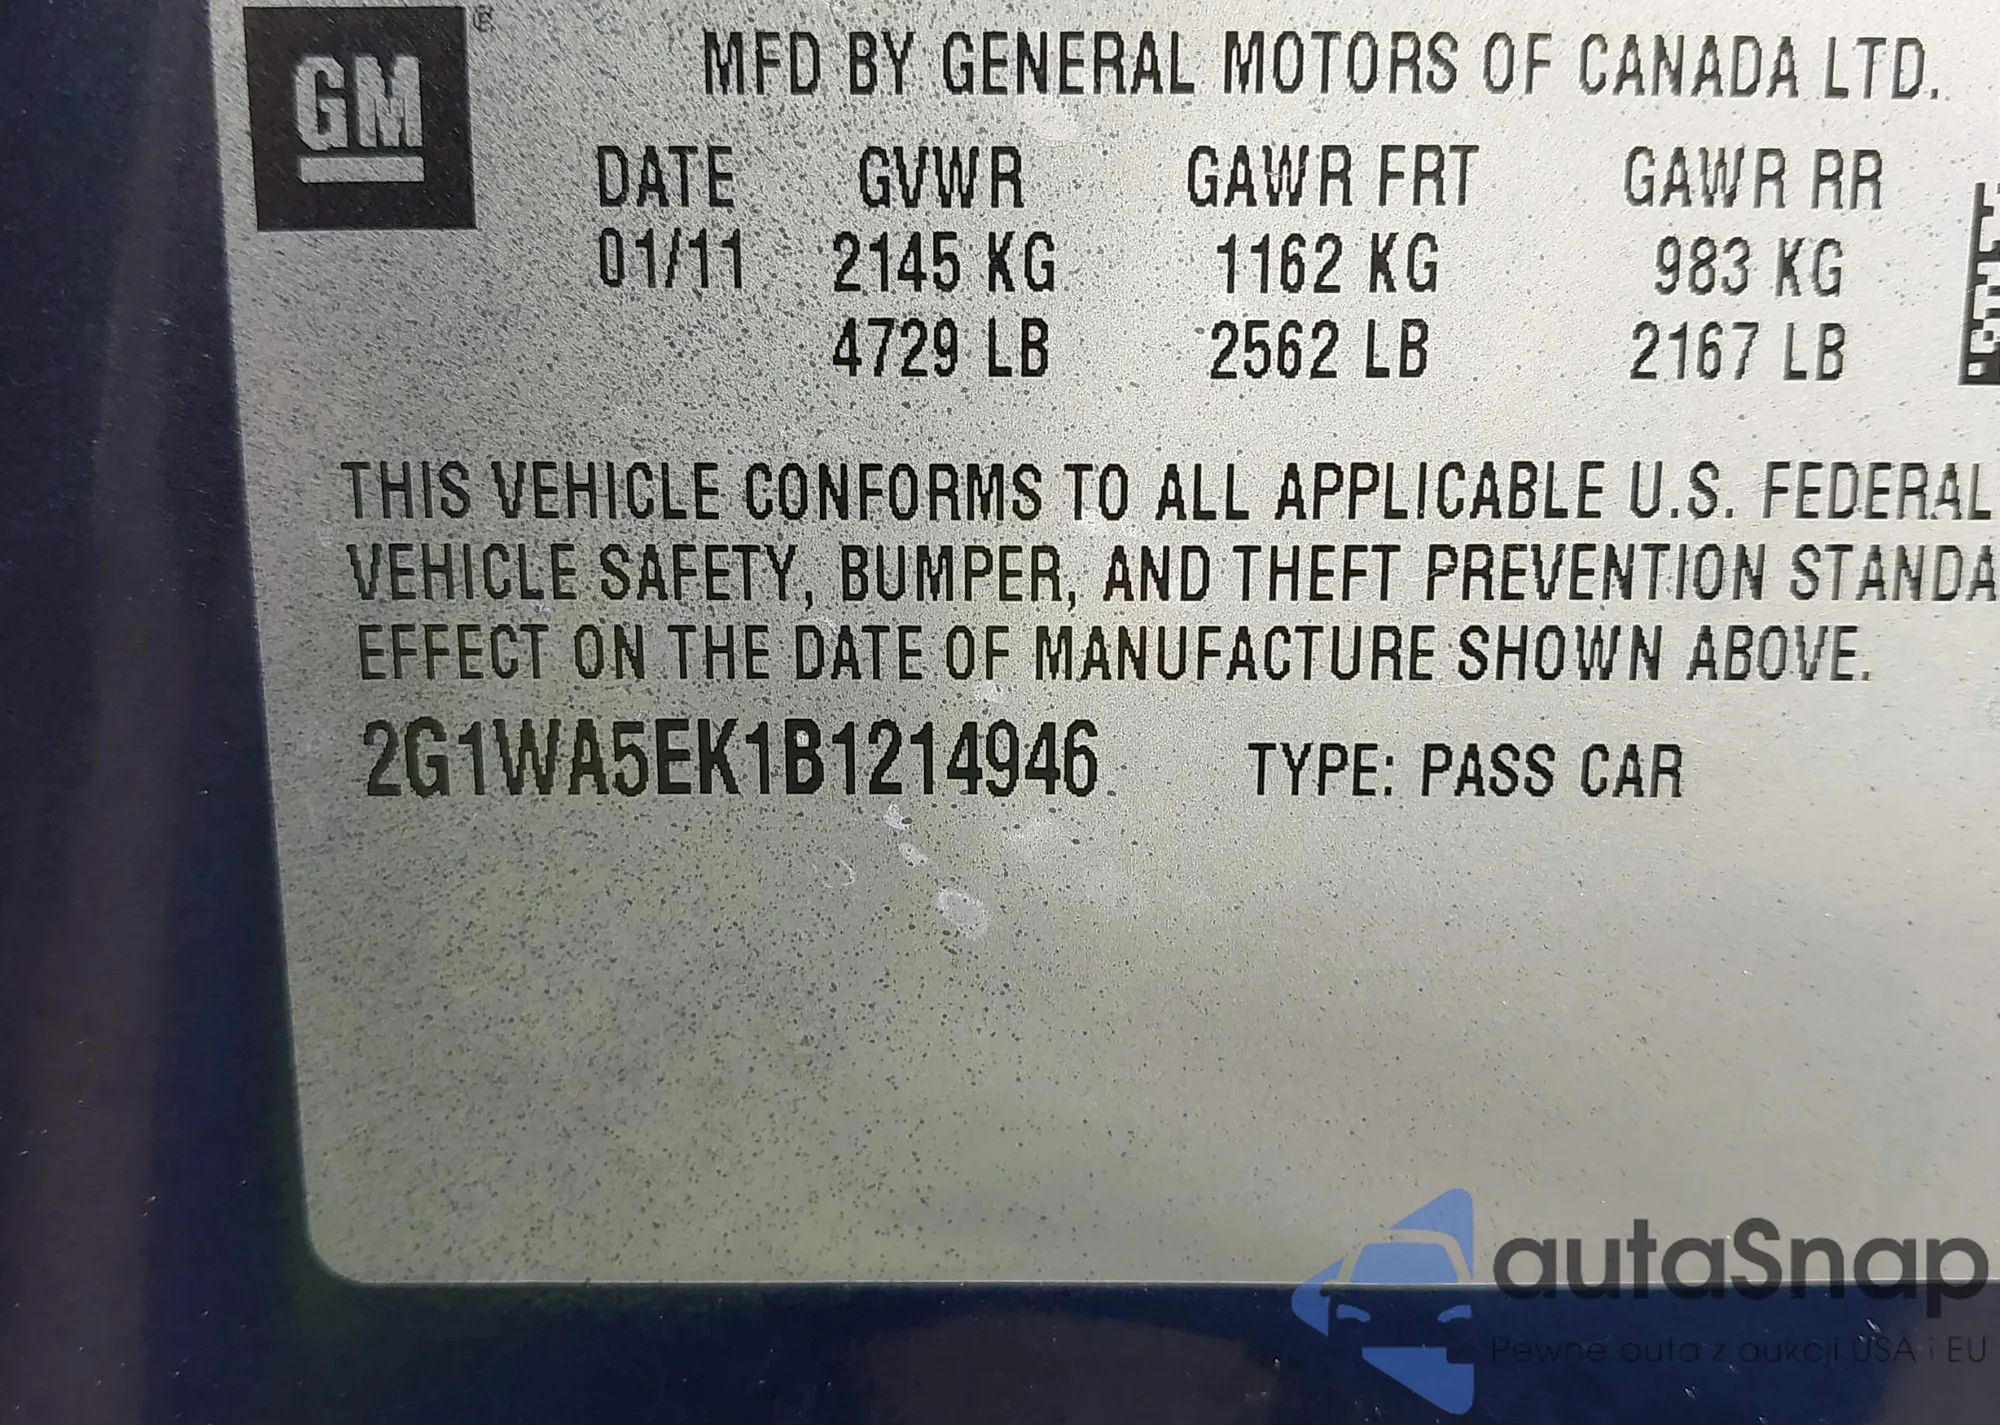 GM ®
MFD BY GENERAL MOTORS OF CANADA LTD.
DATE GVWR GAWR FRT GAWR RR
01/11 2145 KG 1162 KG 983 KG
4729 LB 2562 LB 2167 LB
THIS VEHICLE CONFORMS TO ALL APPLICABLE U.S. FEDERAL
VEHICLE SAFETY, BUMPER, AND THEFT PREVENTION STANDA
EFFECT ON THE DATE OF MANUFACTURE SHOWN ABOVE.
2G1WA5EK1B1214946 TYPE: PASS CAR
autaSnap
Pewne auta z aukcji USA i EU